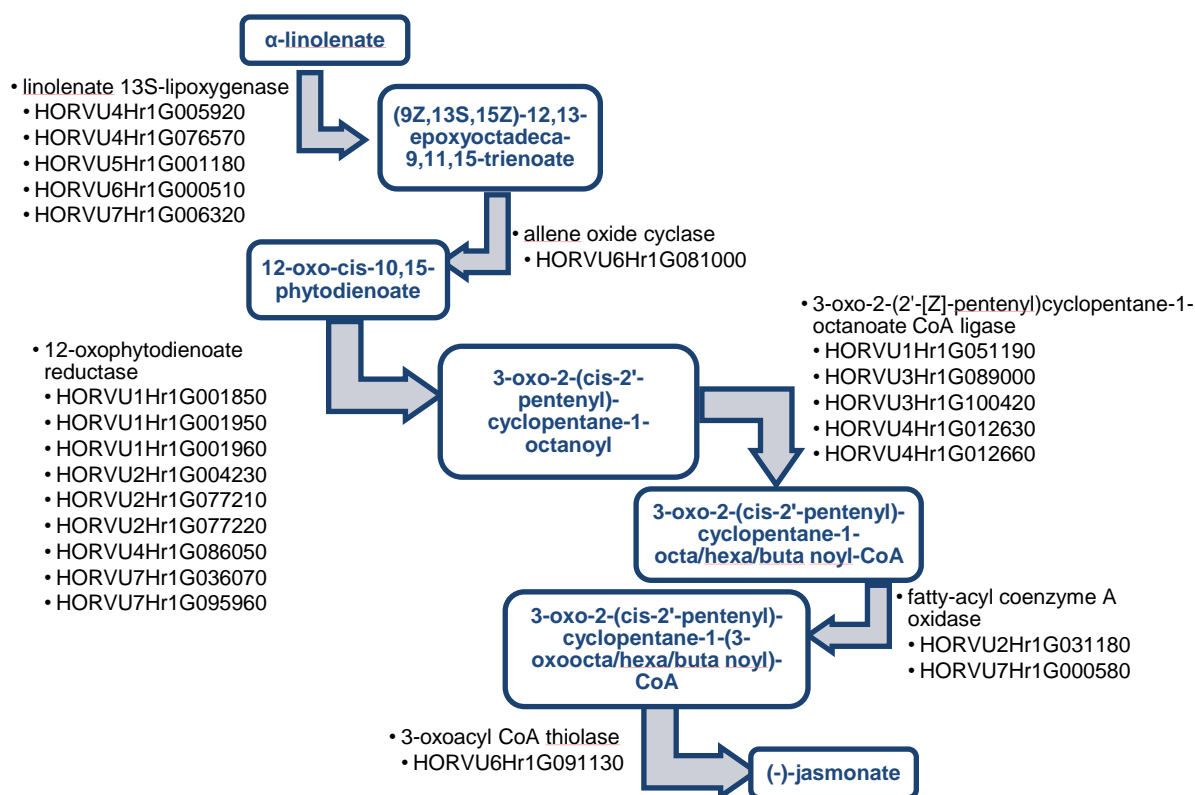 α-linolenate
• linolenate 13S-lipoxygenase
• HORVU4Hr1G005920
• HORVU4Hr1G076570
• HORVU5Hr1G001180
• HORVU6Hr1G000510
• HORVU7Hr1G006320
(9Z,13S,15Z)-12,13-
epoxyoctadeca-
9,11,15-trienoate
• allene oxide cyclase
• HORVU6Hr1G081000
12-oxo-cis-10,15-
phytodienoate
• 12-oxophytodienoate
reductase
• HORVU1Hr1G001850
• HORVU1Hr1G001950
• HORVU1Hr1G001960
• HORVU2Hr1G004230
• HORVU2Hr1G077210
• HORVU2Hr1G077220
• HORVU4Hr1G086050
• HORVU7Hr1G036070
• HORVU7Hr1G095960
3-oxo-2-(cis-2'-
pentenyl)-
cyclopentane-1-
octanoyl
• 3-oxo-2-(2'-[Z]-pentenyl)cyclopentane-1-
octanoate CoA ligase
• HORVU1Hr1G051190
• HORVU3Hr1G089000
• HORVU3Hr1G100420
• HORVU4Hr1G012630
• HORVU4Hr1G012660
3-oxo-2-(cis-2'-pentenyl)-
cyclopentane-1-
octa/hexa/buta noyl-CoA
• fatty-acyl coenzyme A
oxidase
• HORVU2Hr1G031180
• HORVU7Hr1G000580
3-oxo-2-(cis-2'-pentenyl)-
cyclopentane-1-(3-
oxoocta/hexa/buta noyl)-
CoA
• 3-oxoacyl CoA thiolase
• HORVU6Hr1G091130
(-)-jasmonate